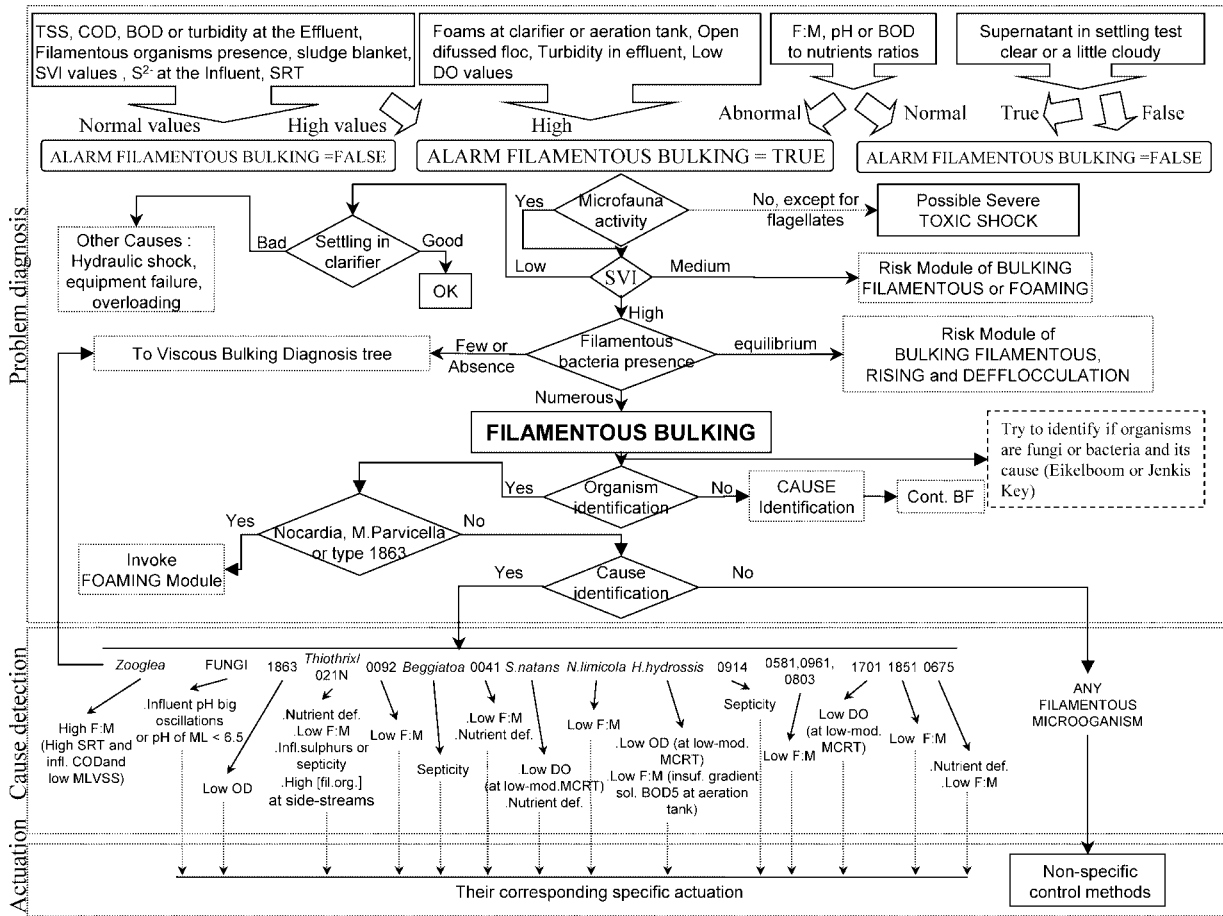 TSS, COD, BOD or turbidity at the Effluent,
Filamentous organisms presence, sludge blanket,
SVI values , S2- at the Influent, SRT
Foams at clarifier or aeration tank, Open
difussed floc, Turbidity in effluent, Low
DO values
F:M, pH or BOD
to nutrients ratios
Supernatant in settling test
clear or a little cloudy
Normal values
High values
High
Abnormal
Normal
True
False
ALARM FILAMENTOUS BULKING =FALSE
ALARM FILAMENTOUS BULKING = TRUE
ALARM FILAMENTOUS BULKING =FALSE
Problem diagnosis
Yes
Microfauna
activity
No, except for
flagellates
Possible Severe
TOXIC SHOCK
Other Causes :
Hydraulic shock,
equipment failure,
overloading
Bad
Settling in
clarifier
Good
OK
Low
SVI
Medium
Risk Module of BULKING
FILAMENTOUS or FOAMING
High
To Viscous Bulking Diagnosis tree
Few or
Absence
Filamentous
bacteria presence
equilibrium
Risk Module of
BULKING FILAMENTOUS,
RISING and DEFFLOCCULATION
Numerous
FILAMENTOUS BULKING
Try to identify if organisms
are fungi or bacteria and its
cause (Eikelboom or Jenkis
Key)
Yes
Organism
identification
No
CAUSE
Identification
Cont. BF
Yes
Nocardia, M.Parvicella
or type 1863
No
Invoke
FOAMING Module
Yes
Cause
identification
No
Cause detection
Zooglea
FUNGI
1863
Thiothrix/
021N
0092
Beggiatoa
0041
S.natans
N.limicola
H.hydrossis
0914
0581,0961,
0803
1701
1851
0675
High F:M
(High SRT and
infl. CODand
low MLVSS)
.Influent pH big
oscillations
or pH of ML < 6.5
Low OD
.Nutrient def.
.Low F:M
.Infl.sulphurs or
septicity
.High [fil.org.]
at side-streams
Low F:M
Septicity
.Low F:M
.Nutrient def.
.Low DO
(at low-mod.MCRT)
.Nutrient def.
Low F:M
.Low OD (at low-mod.
MCRT)
.Low F:M (insuf. gradient
sol. BOD5 at aeration
tank)
Septicity
Low F:M
Low DO
(at low-mod.
MCRT)
Low F:M
.Nutrient def.
.Low F:M
ANY
FILAMENTOUS
MICROOGANISM
Actuation
Their corresponding specific actuation
Non-specific
control methods